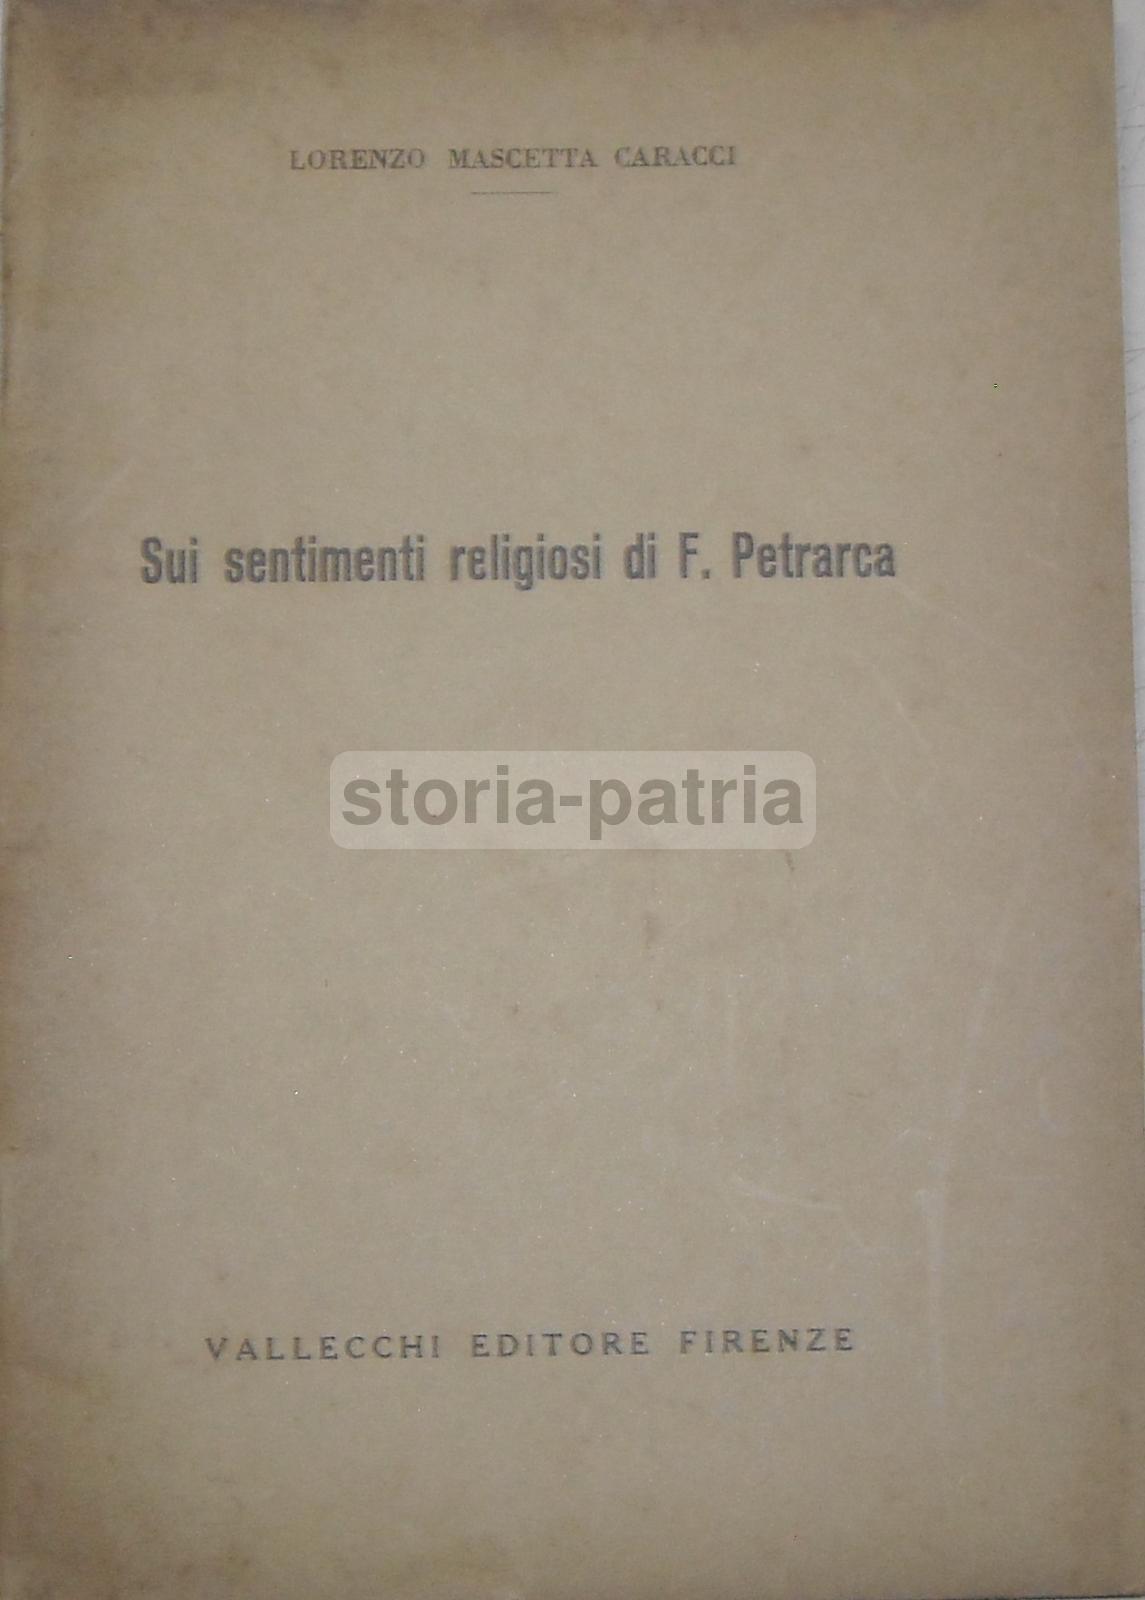 LORENZO MASCETTA CARACCI
Sui sentimenti religiosi di F. Petrarca
storia-patria
VALLECCHI EDITORE FIRENZE